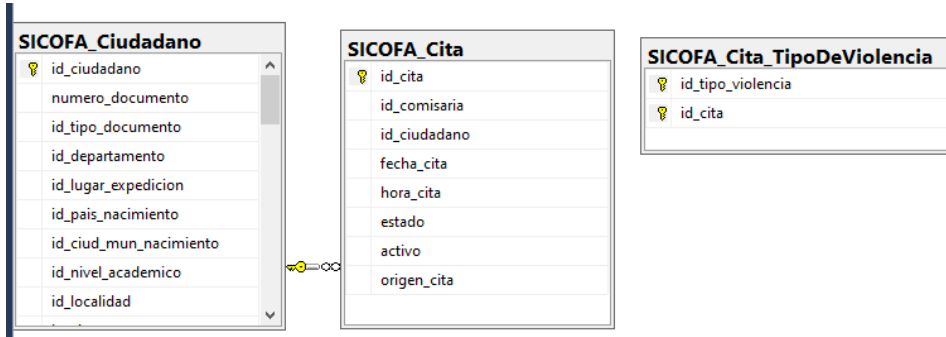 SICOFA_Ciudadano
id_ciudadano
numero_documento
id_tipo_documento
id_departamento
id_lugar_expedicion
id_pais_nacimiento
id_ciud_mun_nacimiento
id_nivel_academico
id_localidad
SICOFA_Cita
id_cita
id_comisaria
id_ciudadano
fecha_cita
hora_cita
estado
activo
origen_cita
SICOFA_Cita_TipoDeViolencia
id_tipo_violencia
id_cita